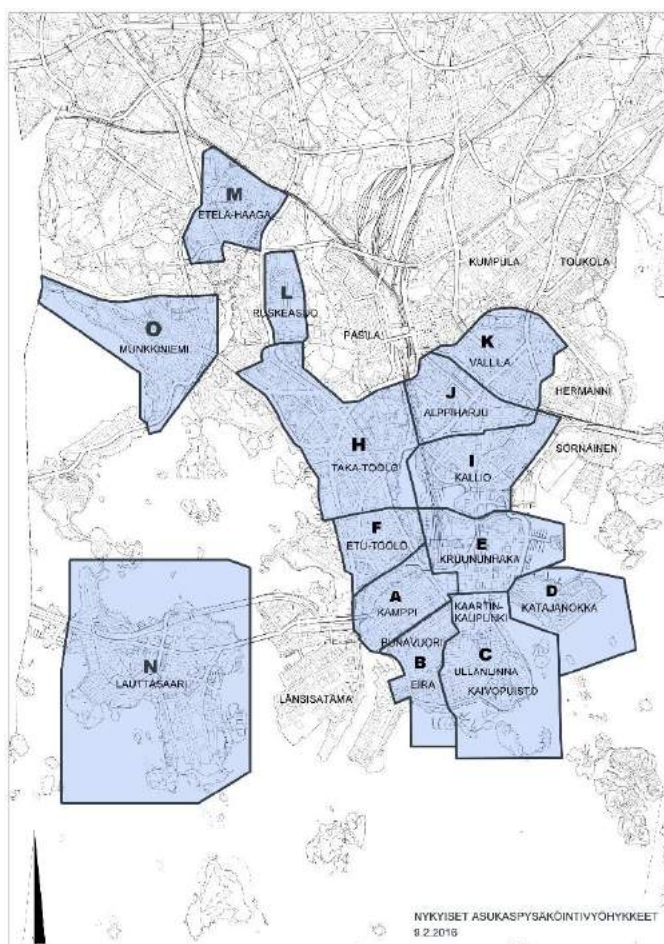 M
ETELÄ-HAAGA
KUMPULA
TOUKOLA
L
RUSKEASUO
O
MUNKKINIEMI
PASILA
K
VALLILA
J
ALPPIHARJU
HERMANNI
H
TAKA-TÖÖLÖ
I
KALLIO
SÖRNÄINEN
F
ETU-TÖÖLÖ
E
KRUUNUNHAKA
A
KAMPPI
D
KATAJANOKKA
KAARTIN-
KAUPUNKI
PUNAVUORI
N
LAUTTASAARI
B
EIRA
C
ULLANLINNA
KAIVOPUISTO
LÄNSISATAMA
NYKYISET ASUKASPYSÄKÖINTIVYÖHYKKEET
9.2.2016